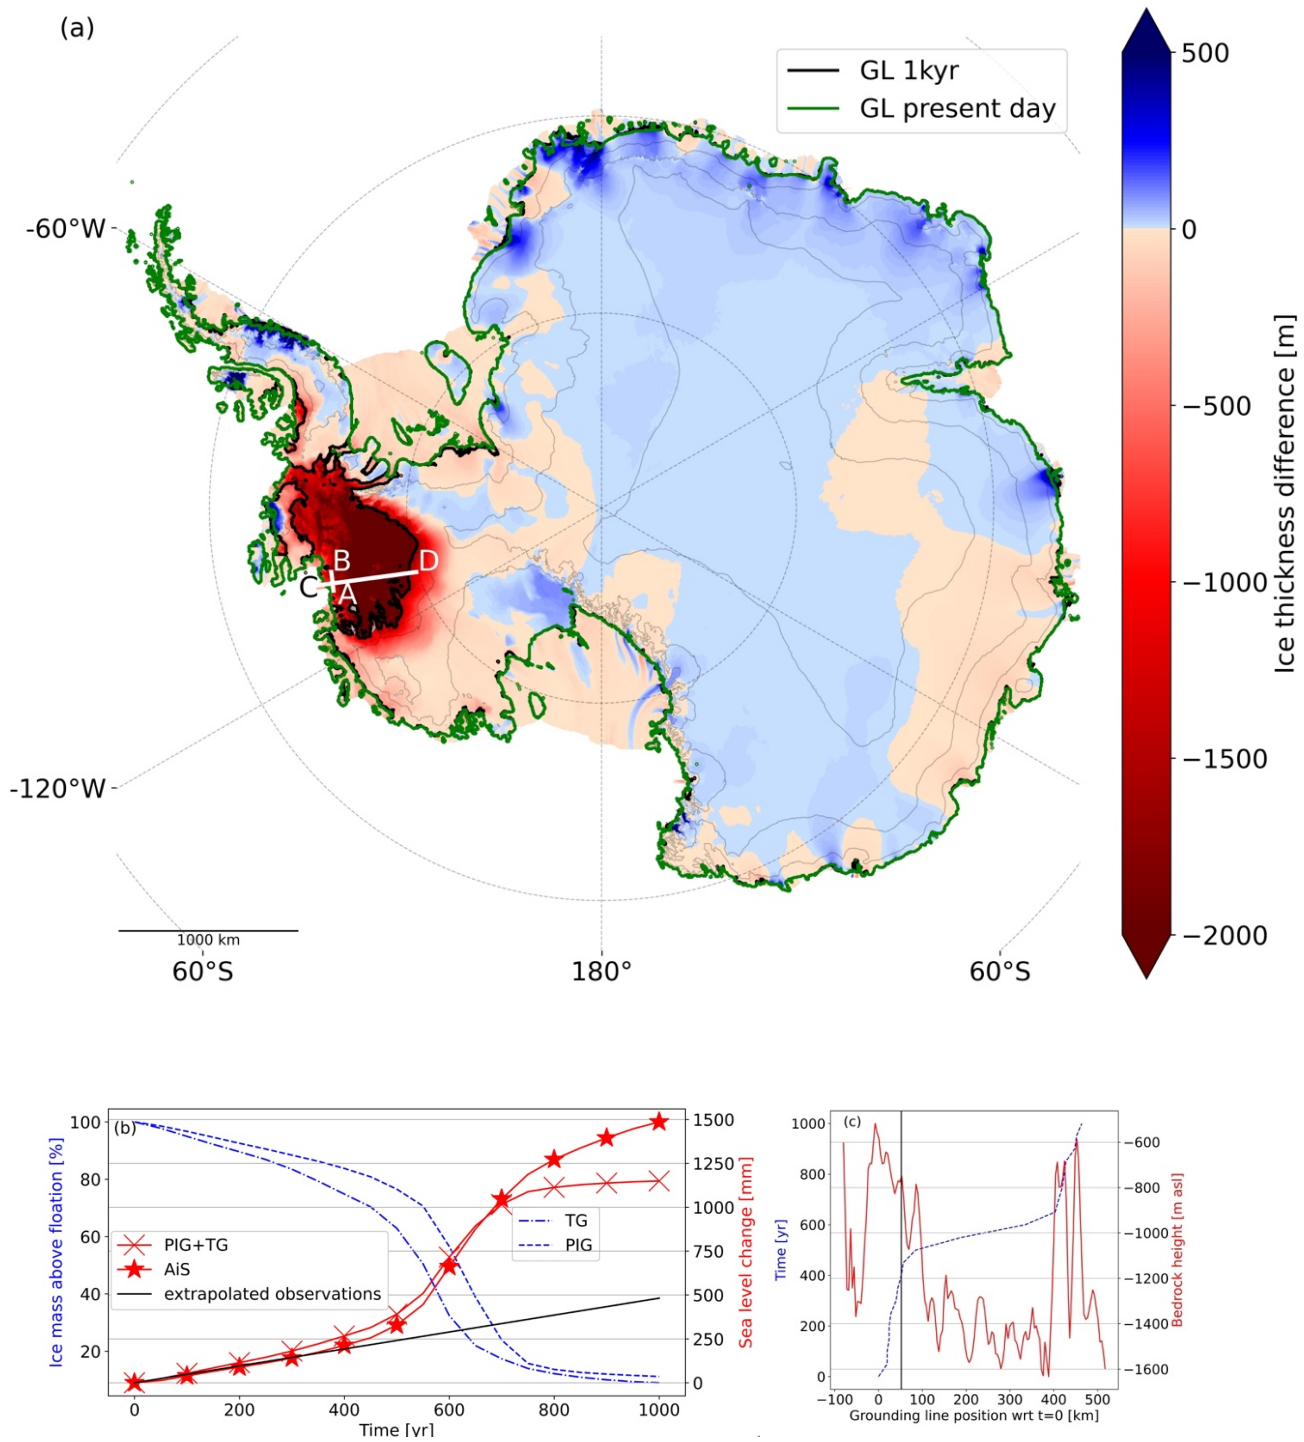 (a)
GL 1kyr
GL present day
-60°W
-120°W
B
D
C
A
1000 km
60°S
180°
60°S
500
0
−500
−1000
−1500
−2000
Ice thickness difference [m]
(b)
Ice mass above floation [%]
100
80
60
40
20
PIG+TG
AiS
extrapolated observations
TG
PIG
0
200
400
600
800
1000
Time [yr]
1500
1250
1000
750
500
250
0
Sea level change [mm]
(c)
Time [yr]
1000
800
600
400
200
0
−100
0
100
200
300
400
500
Grounding line position wrt t=0 [km]
−600
−800
−1000
−1200
−1400
−1600
Bedrock height [m asl]